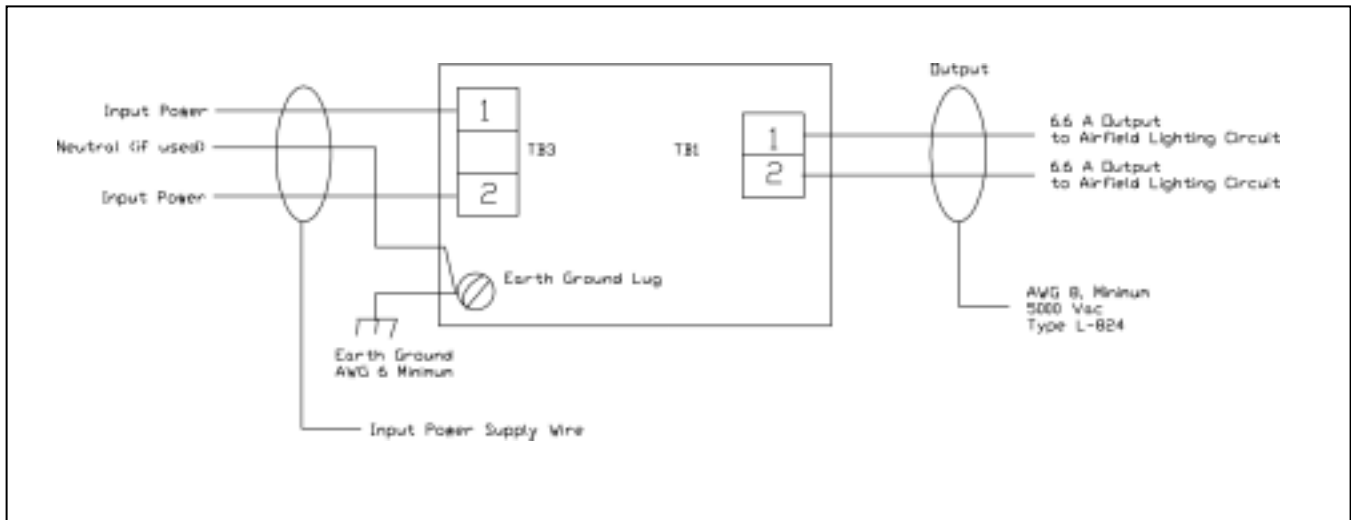 Output
Input Power
Neutral (if used)
Input Power
1
2
TB3
TB1
1
2
6.6 A Output
to Airfield Lighting Circuit
6.6 A Output
to Airfield Lighting Circuit
Earth Ground Lug
Earth Ground
AWG 6 Minimum
AWG 8, Minimum
5000 Vac
Type L-824
Input Power Supply Wire